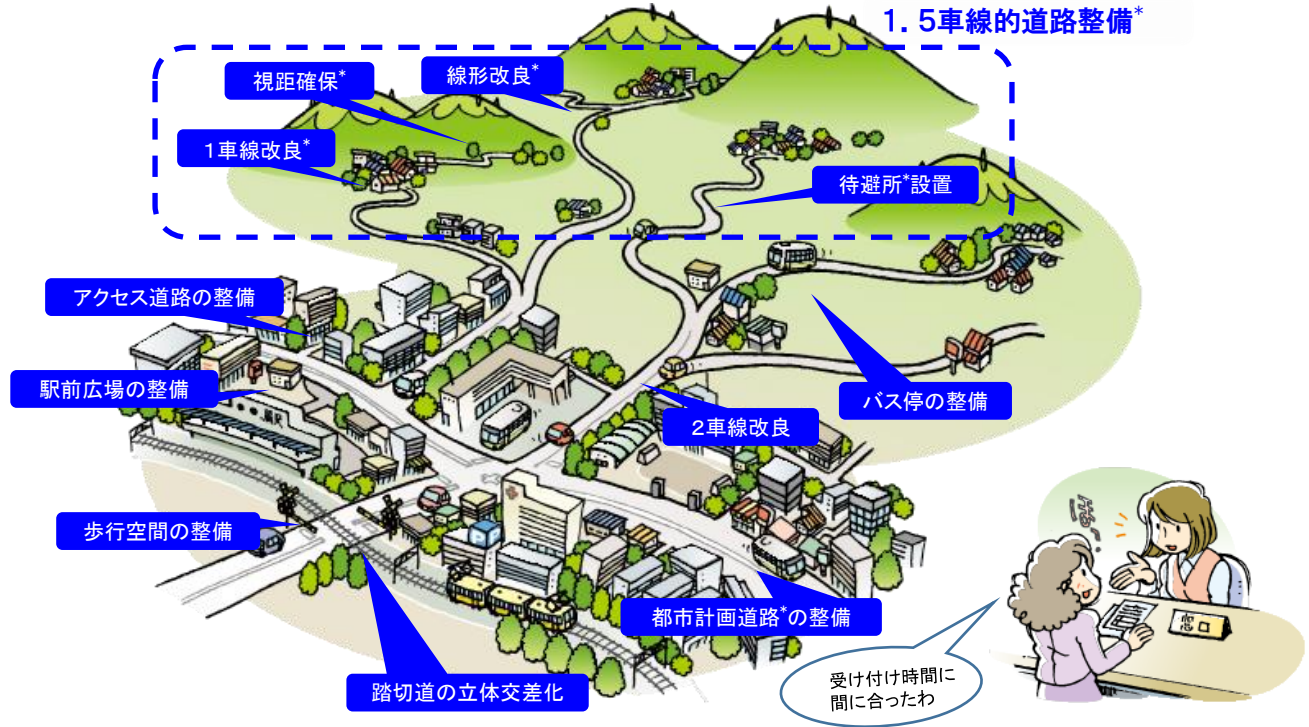 1. 5車線的道路整備*
視距確保*
線形改良*
1車線改良*
待避所*設置
アクセス道路の整備
駅前広場の整備
バス停の整備
2車線改良
歩行空間の整備
都市計画道路*の整備
踏切道の立体交差化
窓口
受け付け時間に
間に合ったわ